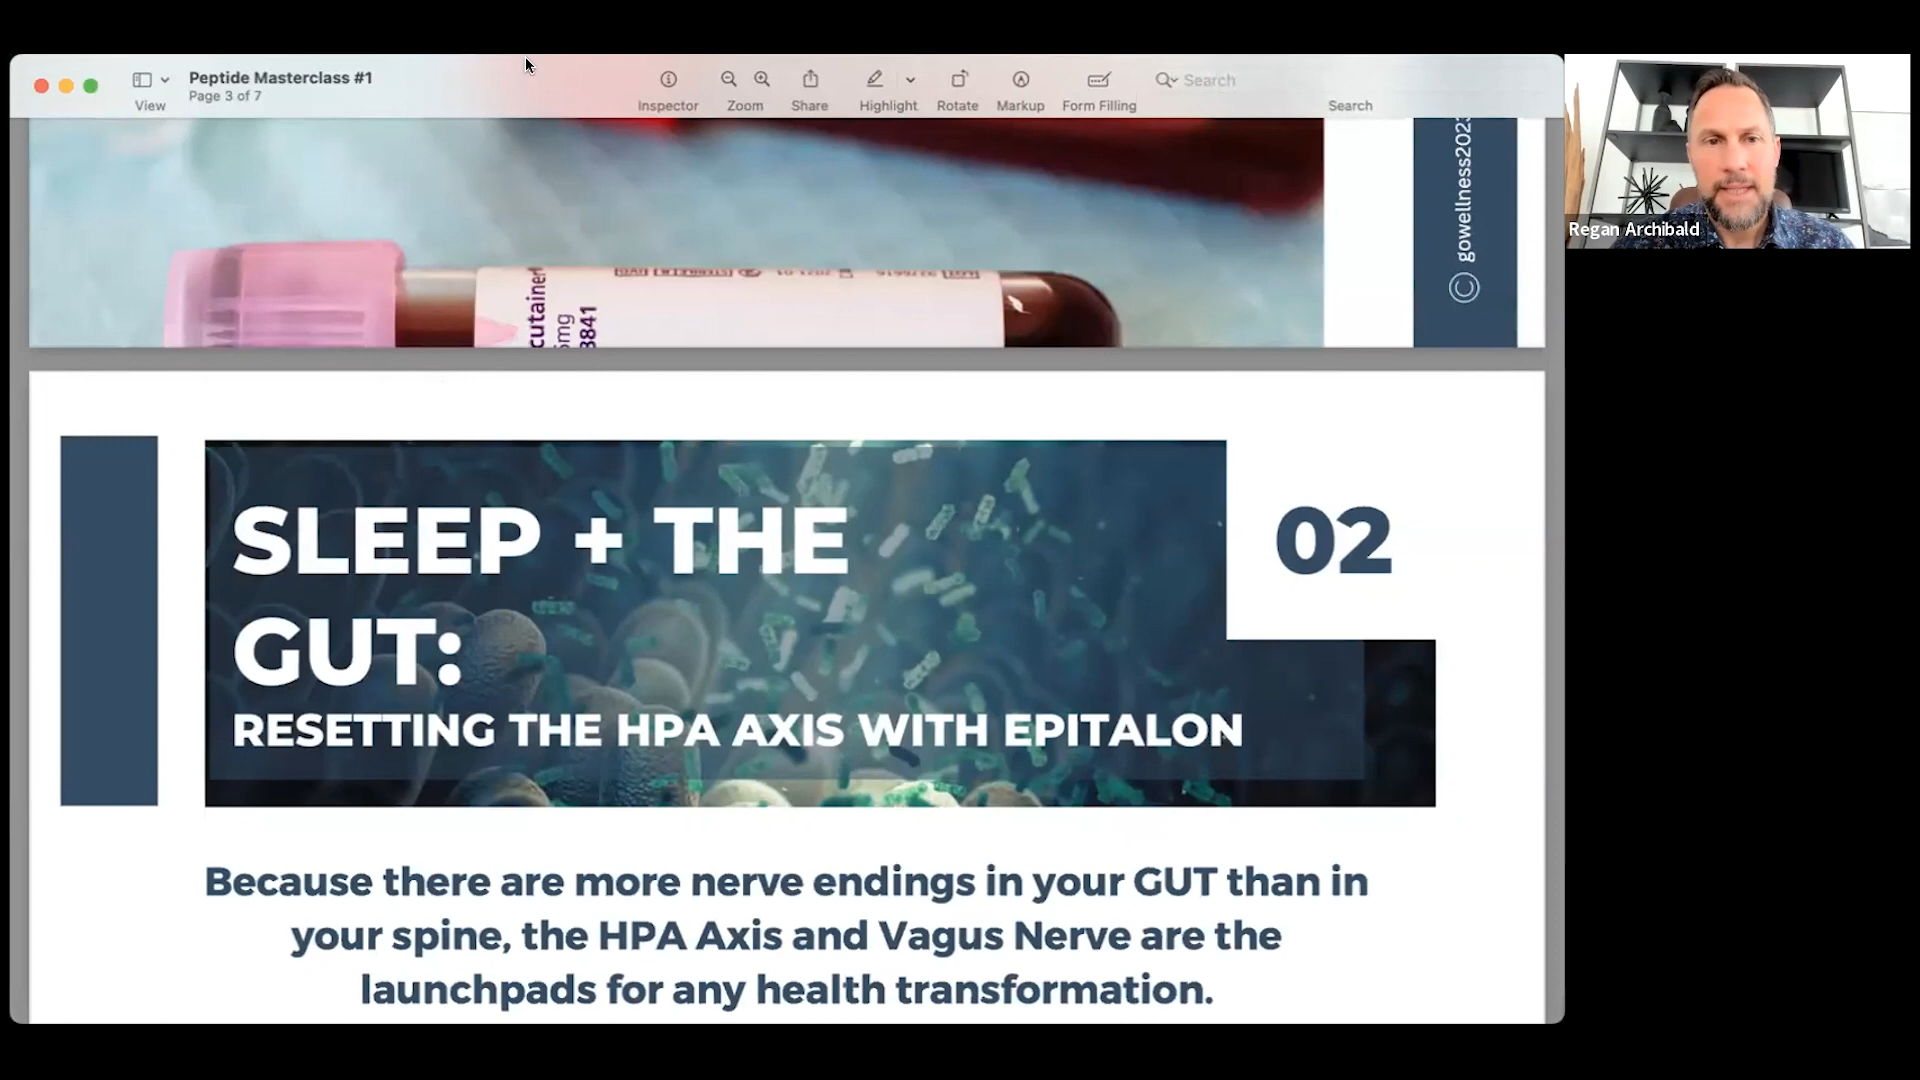 Peptide Masterclass #1
Page 3 of 7
View
Inspector
Zoom
Share
Highlight
Rotate
Markup
Form Filling
Search
Search
Regan Archibald
© gowellness2023
cutainer
5mg
8841
SLEEP + THE
GUT:
RESETTING THE HPA AXIS WITH EPITALON
02
Because there are more nerve endings in your GUT than in
your spine, the HPA Axis and Vagus Nerve are the
launchpads for any health transformation.